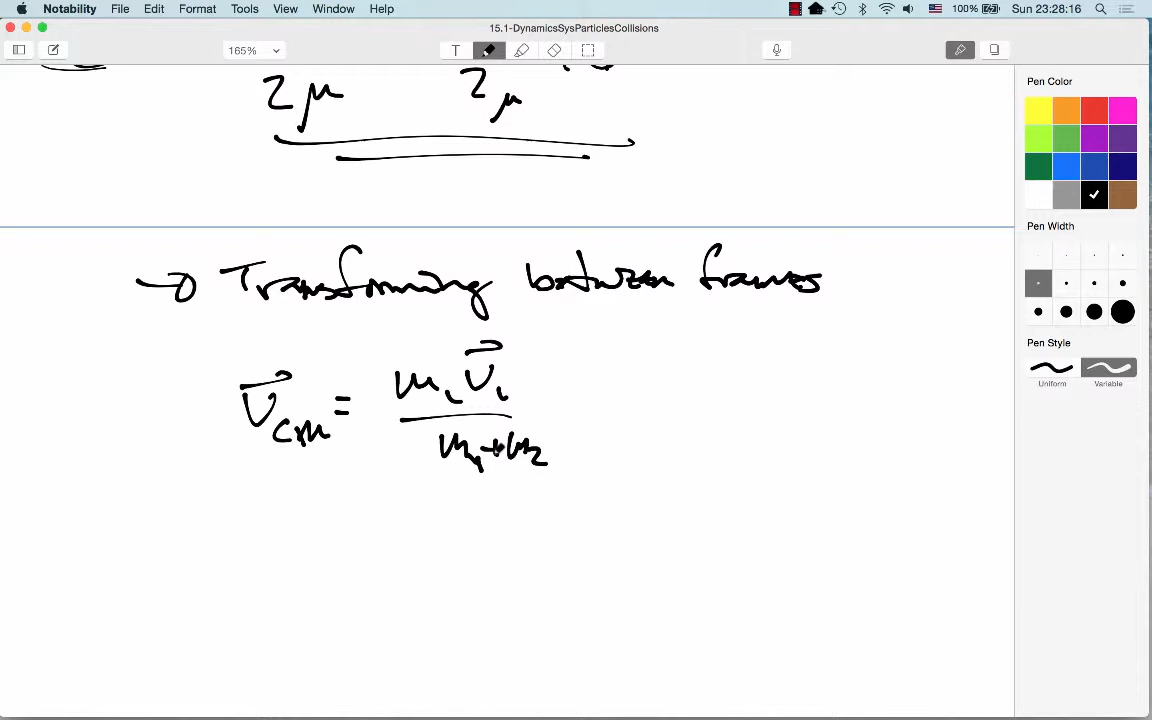 Notability File Edit Format Tools View Window Help 100% Sun 23:28:16
15.1-DynamicsSysParticlesCollisions
165% T
Pen Color
2μ 2μ
Pen Width
→ Transforming between frames
Pen Style
Uniform Variable
V⃗_CM = m₁V⃗₁ / m₁+m₂